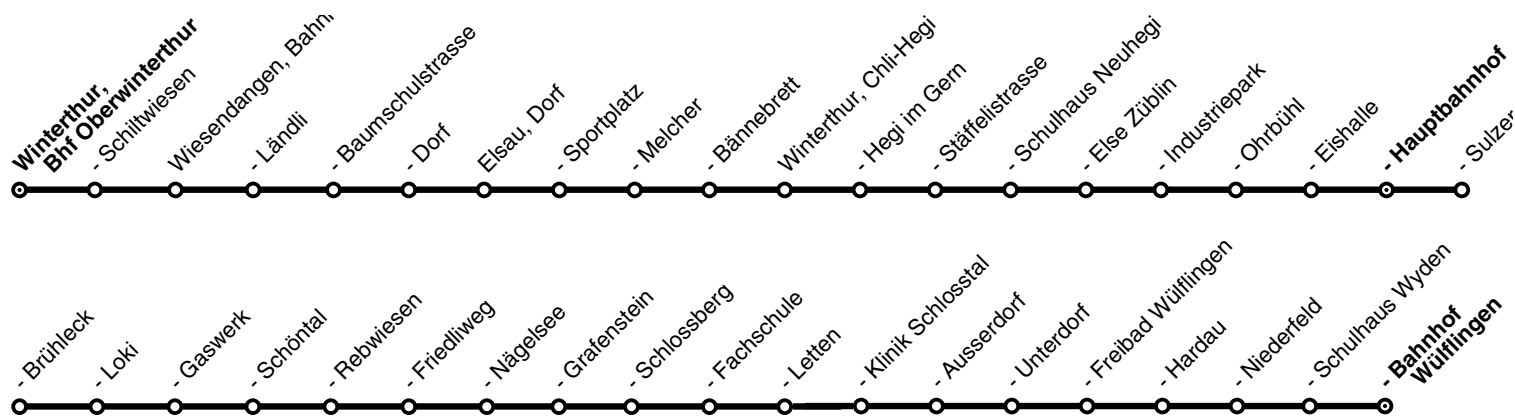 Winterthur,
Bhf Oberwinterthur
- Schiltwiesen
Wiesendangen,
- Ländli
- Baumschulstrasse
- Dorf
Elsau, Dorf
- Sportplatz
- Melcher
- Bännebrett
Winterthur, Chli-Hegi
- Hegi im Gern
- Stäffelistrasse
- Schulhaus Neuhegi
- Else Züblin
- Industriepark
- Ohrbühl
- Eishalle
- Hauptbahnhof
- Sulzer
- Brühleck
- Loki
- Gaswerk
- Schöntal
- Rebwiesen
- Friedliweg
- Nägelsee
- Grafenstein
- Schlossberg
- Fachschule
- Letten
- Klinik Schlosstal
- Ausserdorf
- Unterdorf
- Freibad Wülflingen
- Hardau
- Niederfeld
- Schulhaus Wyden
- Bahnhof
Wülflingen